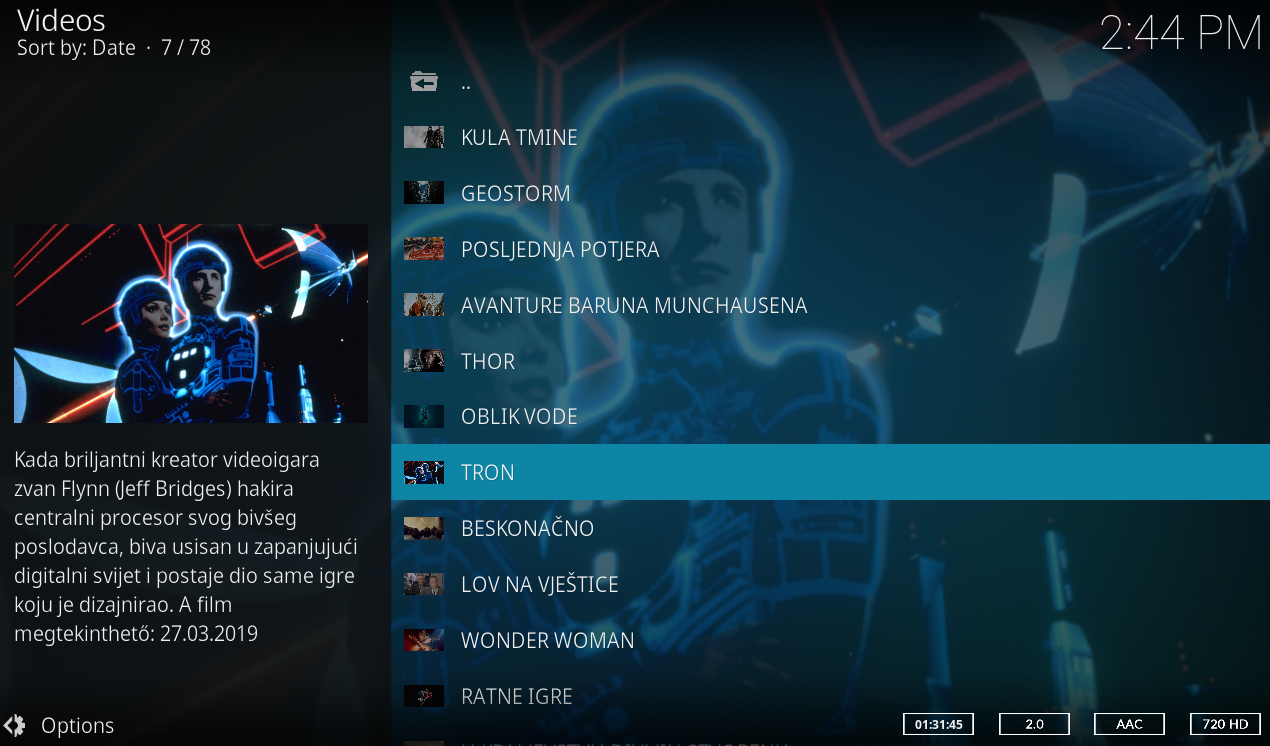 Videos
Sort by: Date · 7 / 78
2:44 PM
..
KULA TMINE
GEOSTORM
POSLJEDNJA POTJERA
AVANTURE BARUNA MUNCHAUSENA
THOR
OBLIK VODE
TRON
BESKONAČNO
LOV NA VJEŠTICE
WONDER WOMAN
RATNE IGRE
Kada briljantni kreator videoigara
zvan Flynn (Jeff Bridges) hakira
centralni procesor svog bivšeg
poslodavca, biva usisan u zapanjujući
digitalni svijet i postaje dio same igre
koju je dizajnirao. A film
megtekinthető: 27.03.2019
Options
01:31:45
2.0
AAC
720 HD